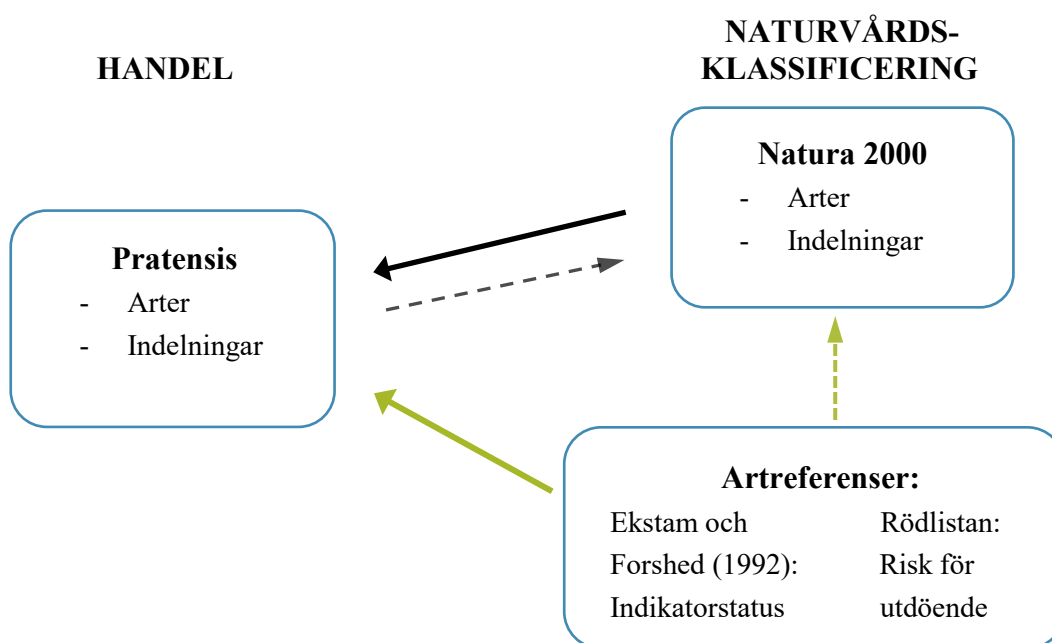 HANDEL
NATURVÅRDS-
KLASSIFICERING
Natura 2000
- Arter
- Indelningar
Pratensis
- Arter
- Indelningar
Artreferenser:
Ekstam och
Forshed (1992):
Indikatorstatus
Rödlistan:
Risk för
utdöende